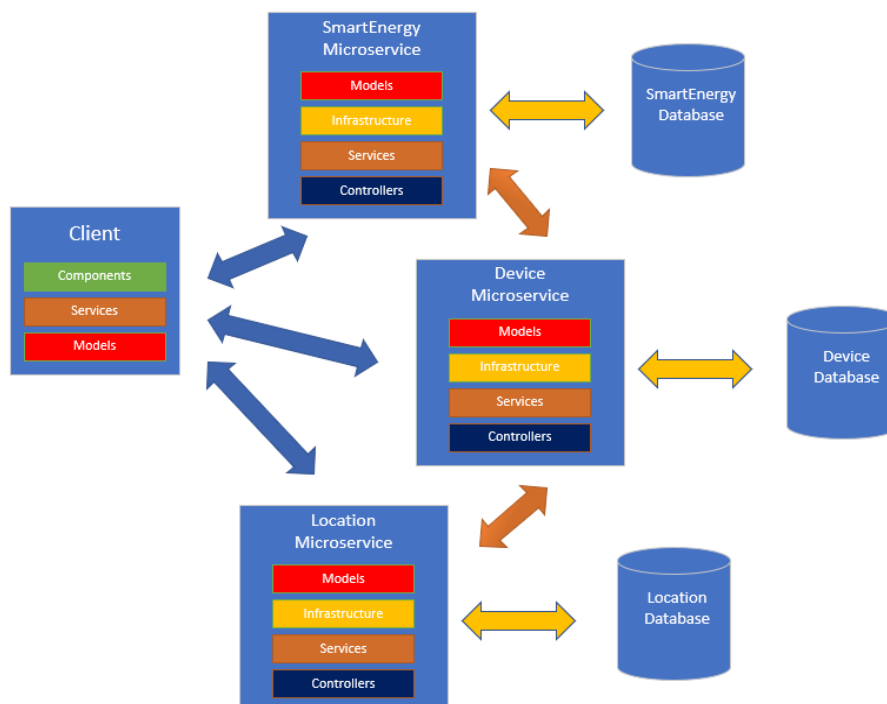 SmartEnergy
Microservice
Models
Infrastructure
Services
Controllers
SmartEnergy
Database
Client
Components
Services
Models
Device
Microservice
Models
Infrastructure
Services
Controllers
Device
Database
Location
Microservice
Models
Infrastructure
Services
Controllers
Location
Database